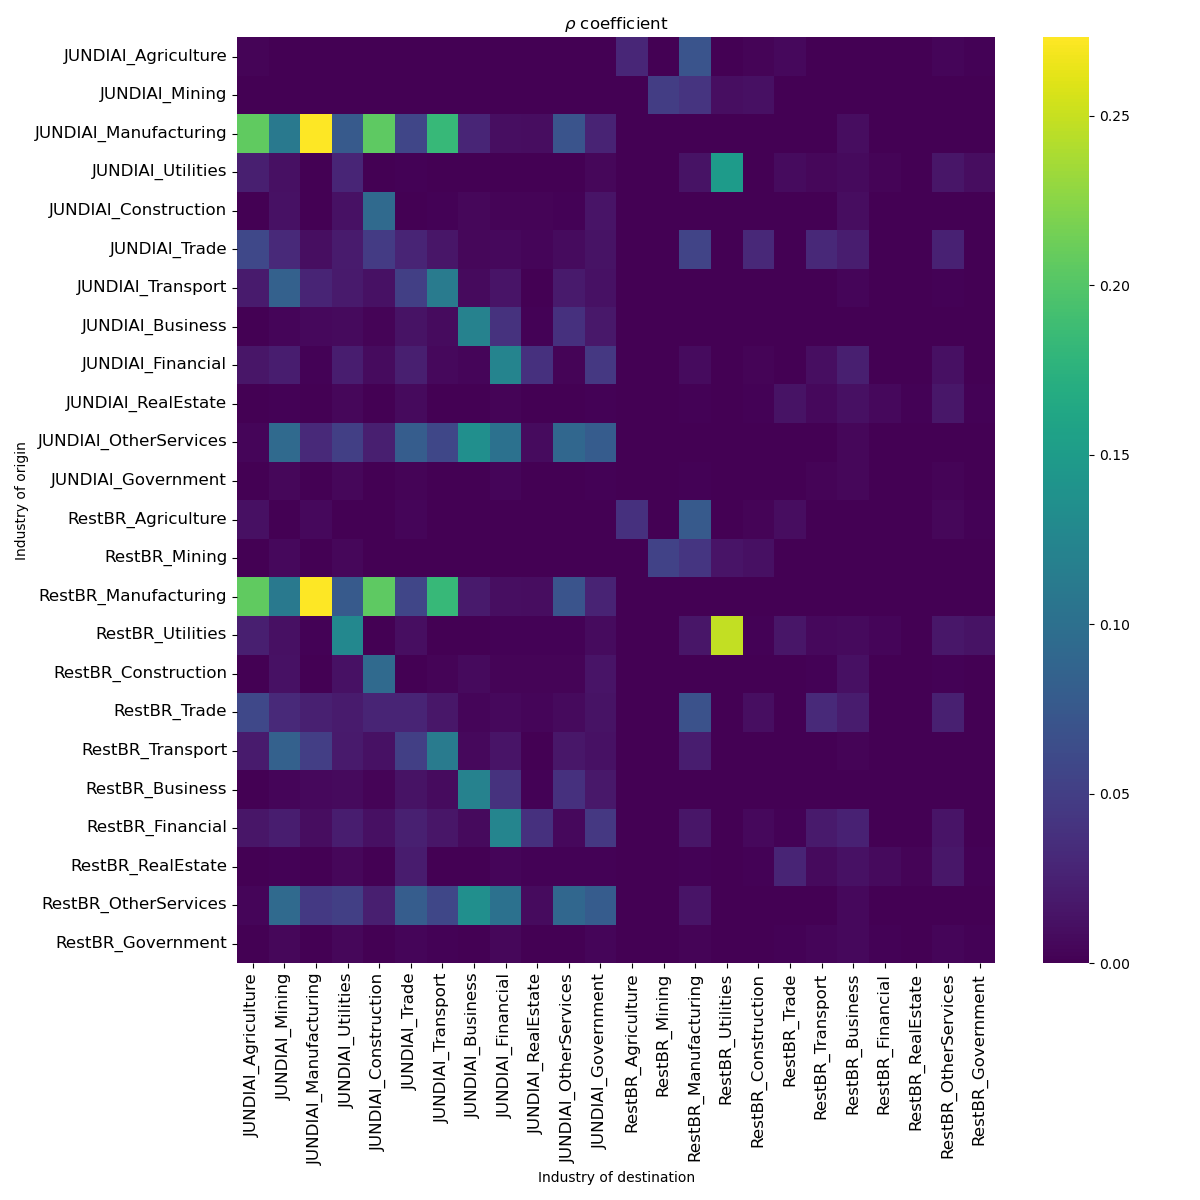 ρ coefficient
JUNDIAI_Agriculture
JUNDIAI_Mining
JUNDIAI_Manufacturing
JUNDIAI_Utilities
JUNDIAI_Construction
JUNDIAI_Trade
JUNDIAI_Transport
JUNDIAI_Business
JUNDIAI_Financial
JUNDIAI_RealEstate
JUNDIAI_OtherServices
JUNDIAI_Government
RestBR_Agriculture
RestBR_Mining
RestBR_Manufacturing
RestBR_Utilities
RestBR_Construction
RestBR_Trade
RestBR_Transport
RestBR_Business
RestBR_Financial
RestBR_RealEstate
RestBR_OtherServices
RestBR_Government
Industry of origin
JUNDIAI_Agriculture
JUNDIAI_Mining
JUNDIAI_Manufacturing
JUNDIAI_Utilities
JUNDIAI_Construction
JUNDIAI_Trade
JUNDIAI_Transport
JUNDIAI_Business
JUNDIAI_Financial
JUNDIAI_RealEstate
JUNDIAI_OtherServices
JUNDIAI_Government
RestBR_Agriculture
RestBR_Mining
RestBR_Manufacturing
RestBR_Utilities
RestBR_Construction
RestBR_Trade
RestBR_Transport
RestBR_Business
RestBR_Financial
RestBR_RealEstate
RestBR_OtherServices
RestBR_Government
Industry of destination
0.25
0.20
0.15
0.10
0.05
0.00